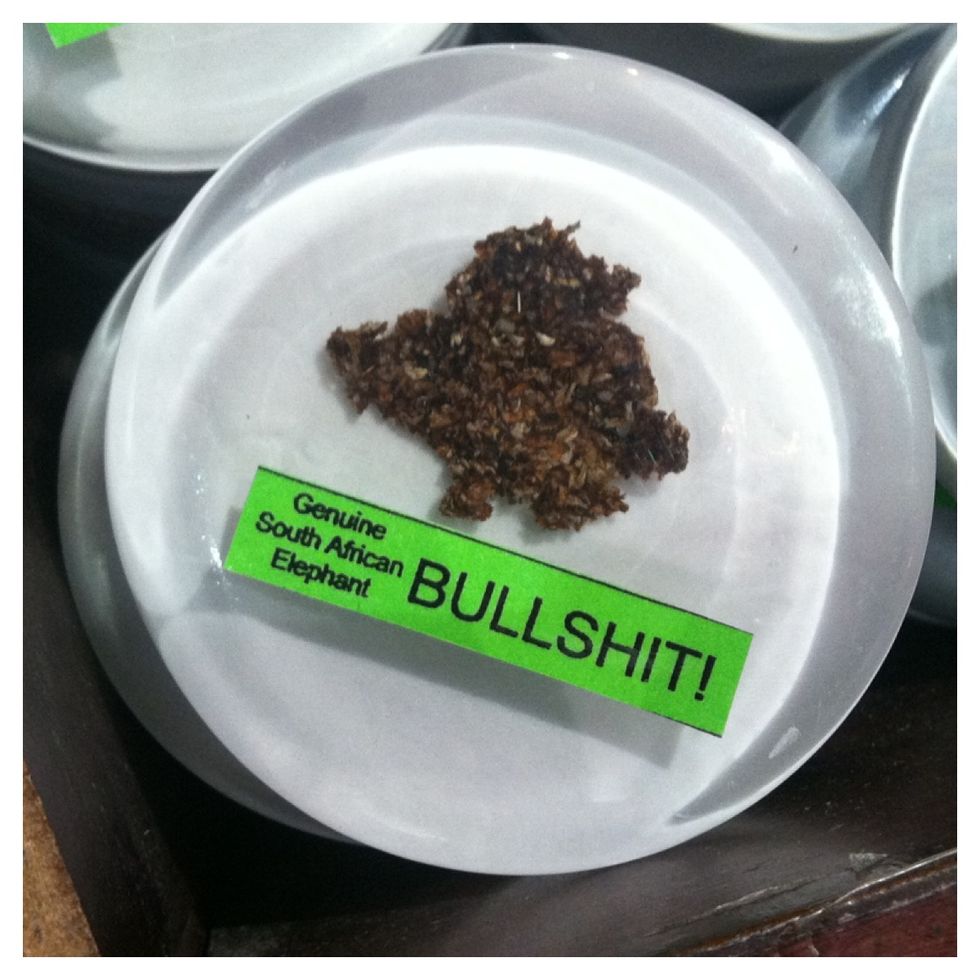 Genuine
South African
Elephant
BULLSHIT!